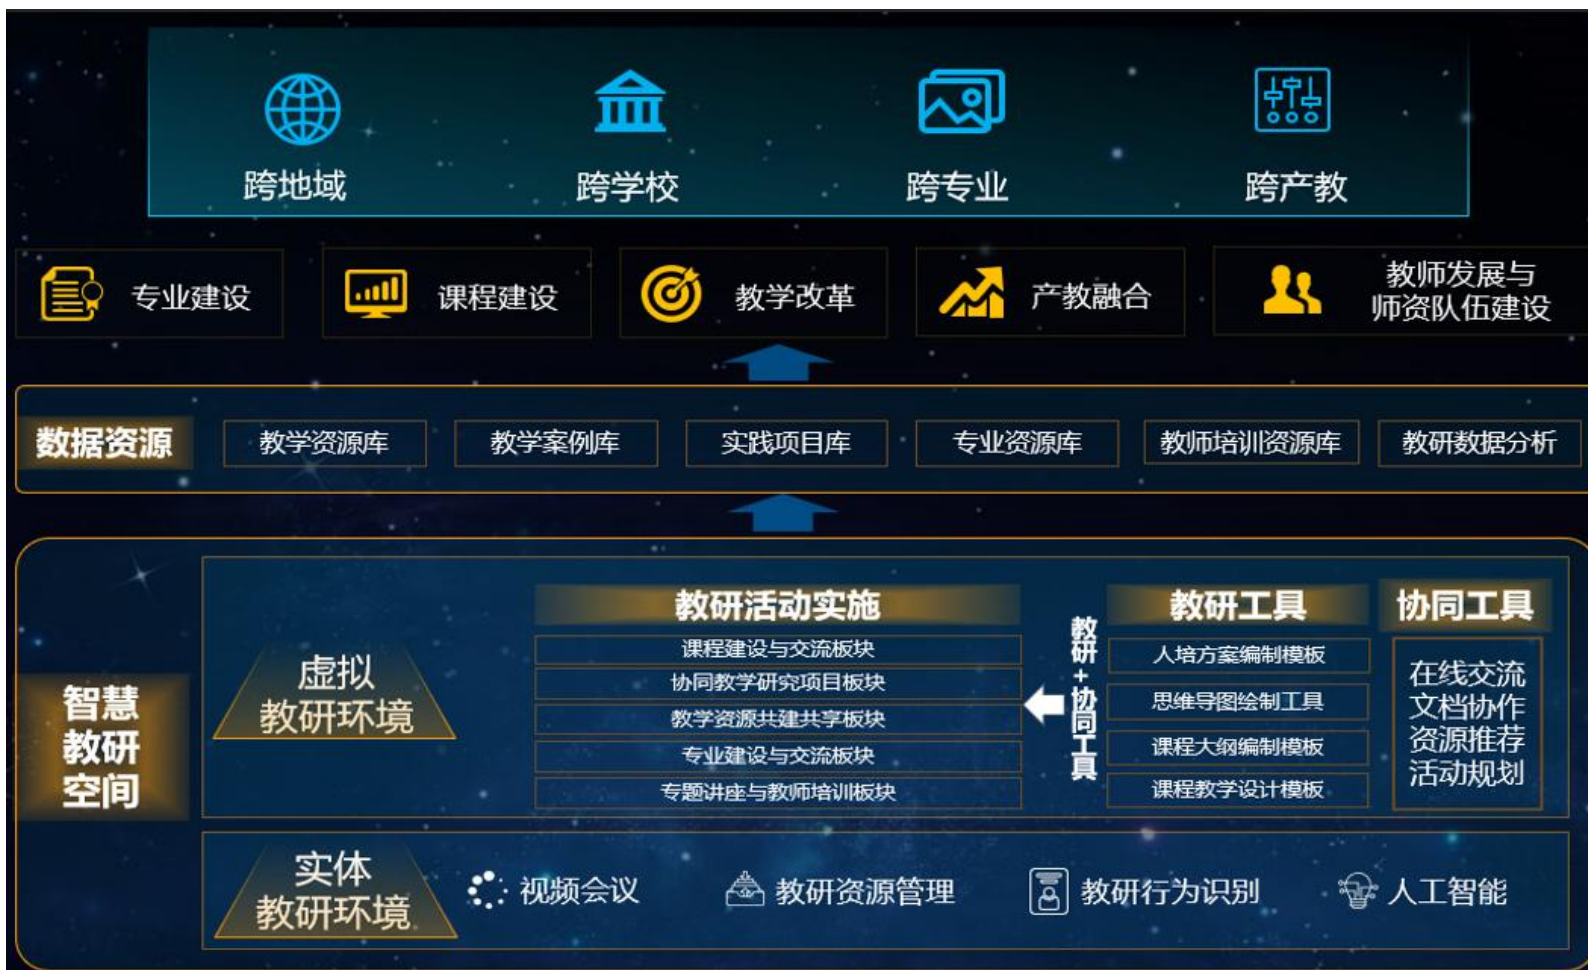 跨地域
跨学校
跨专业
跨产教
专业建设
课程建设
教学改革
产教融合
教师发展与
师资队伍建设
数据资源
教学资源库
教学案例库
实践项目库
专业资源库
教师培训资源库
教研数据分析
智慧
教研
空间
虚拟
教研环境
教研活动实施
课程建设与交流板块
协同教学研究项目板块
教学资源共建共享板块
专业建设与交流板块
专题讲座与教师培训板块
教研+协同工具
教研工具
人培方案编制模板
思维导图绘制工具
课程大纲编制模板
课程教学设计模板
协同工具
在线交流
文档协作
资源推荐
活动规划
实体
教研环境
视频会议
教研资源管理
教研行为识别
人工智能